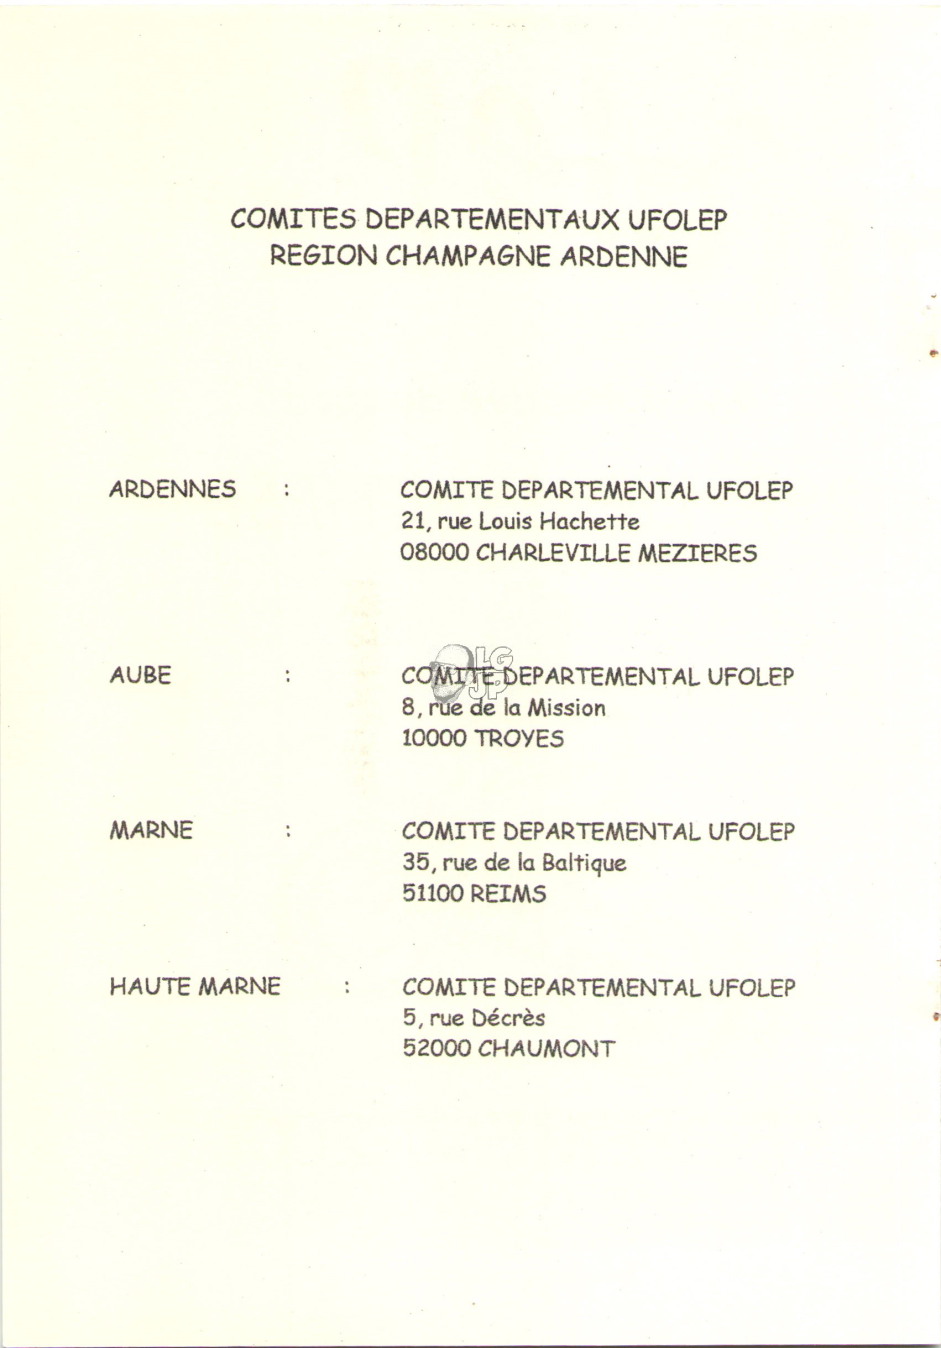 COMITES DEPARTEMENTAUX UFOLEP
REGION CHAMPAGNE ARDENNE
ARDENNES : COMITE DEPARTEMENTAL UFOLEP
21, rue Louis Hachette
08000 CHARLEVILLE MEZIERES
LG
JP
AUBE : COMITE DEPARTEMENTAL UFOLEP
8, rue de la Mission
10000 TROYES
MARNE : COMITE DEPARTEMENTAL UFOLEP
35, rue de la Baltique
51100 REIMS
HAUTE MARNE : COMITE DEPARTEMENTAL UFOLEP
5, rue Décrès
52000 CHAUMONT